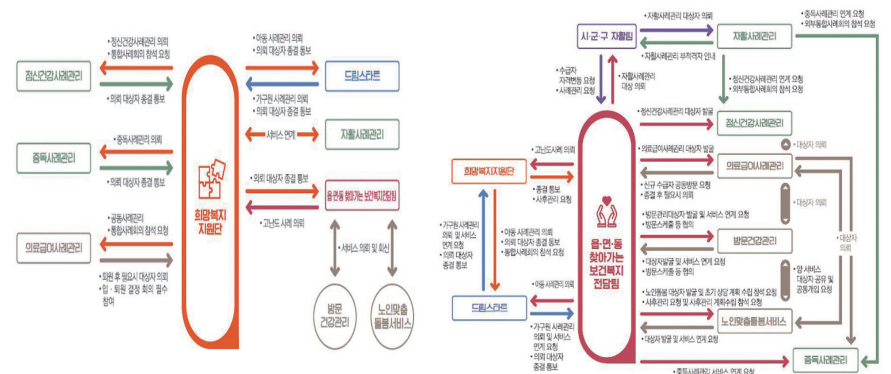 • 정신건강사례관리 의뢰
• 통합사례회의 참석 요청
정신건강사례관리
• 의뢰 대상자 종결 통보
• 중독사례관리 의뢰
중독사례관리
• 의뢰 대상자 종결 통보
• 공동사례관리
• 통합사례회의 참석 요청
의료급여사례관리
• 퇴원 후 필요시 대상자 의뢰
• 입·퇴원 결정 회의 필수
참여
희망복지
지원단
• 아동 사례관리 의뢰
• 의뢰 대상자 종결 통보
드림스타트
• 가구원 사례관리 의뢰
• 의뢰 대상자 종결 통보
서비스 연계
자활사례관리
• 의뢰 대상자 종결 통보
읍·면·동 찾아가는 보건복지전담팀
• 고난도 사례 의뢰
• 서비스 의뢰 및 회신
방문
건강관리
노인맞춤
돌봄서비스
시·군·구 자활팀
• 자활사례관리 대상자 의뢰
• 자활사례관리 부적격자 안내
자활사례관리
• 중독사례관리 연계 요청
• 외부통합사례회의 참석 요청
• 수급자
자격변동 요청
• 사례관리 요청
• 자활사례관리
대상 의뢰
• 정신건강사례관리 연계 요청
• 외부통합사례회의 참석 요청
• 정신건강사례관리 대상자 발굴
정신건강사례관리
• 대상자 의뢰
• 고난도사례 의뢰
희망복지지원단
• 종결 통보
• 사후관리 요청
• 의료급여사례관리 대상자 발굴
의료급여사례관리
• 신규 수급자 공동방문 요청
• 종결 후 필요시 의뢰
• 대상자 의뢰
읍·면·동
찾아가는
보건복지
전담팀
• 방문관리대상자 발굴 및 서비스 연계 요청
• 방문스케줄 등 협의
방문건강관리
• 대상자발굴 및 서비스 연계 요청
• 방문스케줄 등 협의
• 대상자
의뢰
• 양 서비스
대상자 공유 및
공동개입 요청
• 가구원 사례관리
의뢰 및 서비스
연계 요청
• 의뢰 대상자
종결 통보
• 아동 사례관리 의뢰
• 의뢰 대상자 종결 통보
• 통합사례회의 참석 요청
• 아동 사례관리 의뢰
드림스타트
• 가구원 사례관리
의뢰 및 서비스
연계 요청
• 의뢰 대상자
종결 통보
• 노인돌봄 대상자 발굴 및 초기 상담 계획 수립 참석 요청
• 사후관리 요청 및 사후관리 계획수립 참석 요청
노인맞춤돌봄서비스
• 대상자 발굴 및 서비스 연계 요청
중독사례관리
• 중독사례관리 서비스 연계 요청